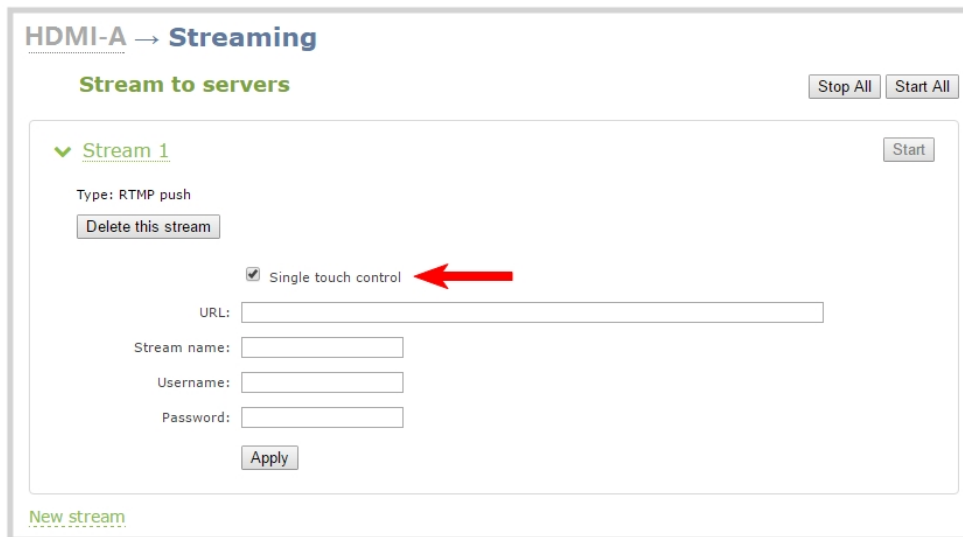 HDMI-A → Streaming
Stream to servers
Stop All Start All
Stream 1
Start
Type: RTMP push
Delete this stream
Single touch control
URL:
Stream name:
Username:
Password:
Apply
New stream